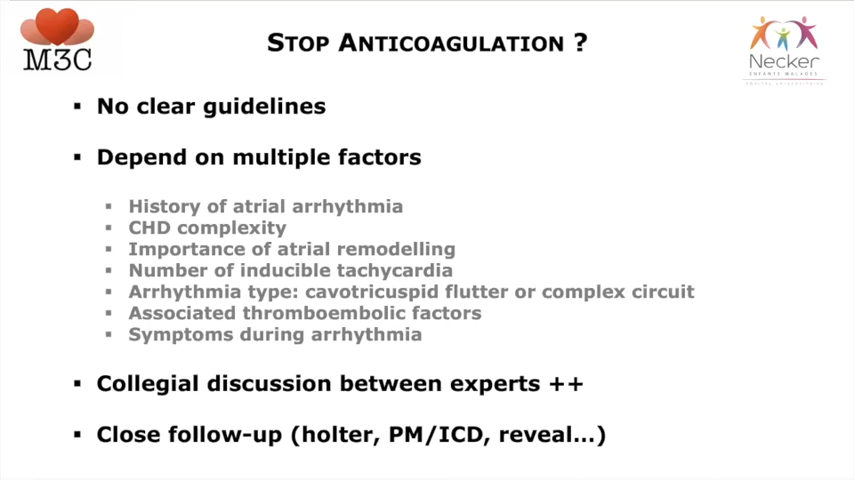 M3C
STOP ANTICOAGULATION ?
Necker
ENFANTS MALADES
▪ No clear guidelines
▪ Depend on multiple factors
▪ History of atrial arrhythmia
▪ CHD complexity
▪ Importance of atrial remodelling
▪ Number of inducible tachycardia
▪ Arrhythmia type: cavotricuspid flutter or complex circuit
▪ Associated thromboembolic factors
▪ Symptoms during arrhythmia
▪ Collegial discussion between experts ++
▪ Close follow-up (holter, PM/ICD, reveal...)